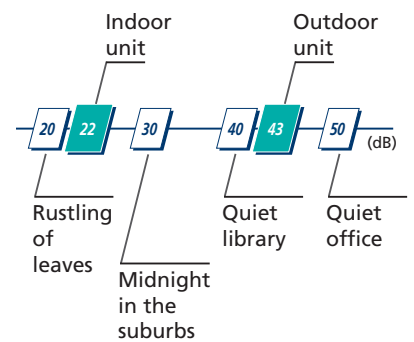 Indoor
unit
Outdoor
unit
20
22
30
40
43
50
(dB)
Rustling
of
leaves
Midnight
in the
suburbs
Quiet
library
Quiet
office